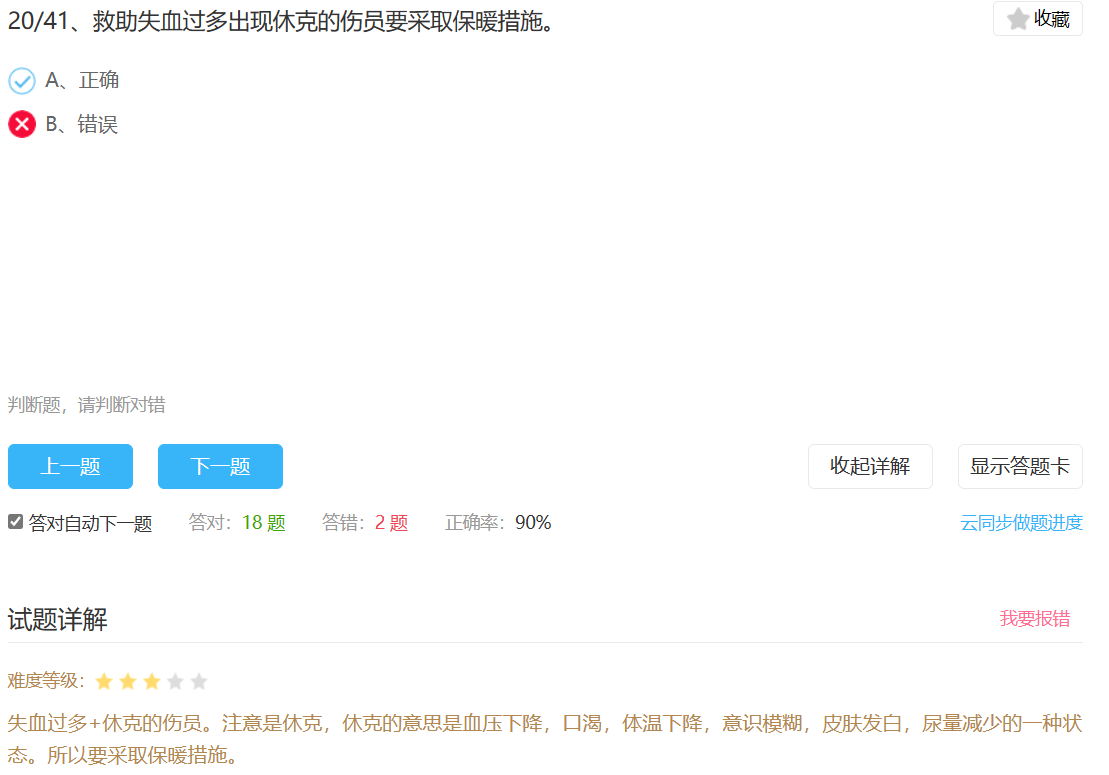 20/41、救助失血过多出现休克的伤员要采取保暖措施。
收藏
A、正确
B、错误
判断题，请判断对错
上一题
下一题
收起详解
显示答题卡
答对自动下一题 答对：18 题 答错：2 题 正确率：90%
云同步做题进度
试题详解
我要报错
难度等级：
失血过多+休克的伤员。注意是休克，休克的意思是血压下降，口渴，体温下降，意识模糊，皮肤发白，尿量减少的一种状
态。所以要采取保暖措施。